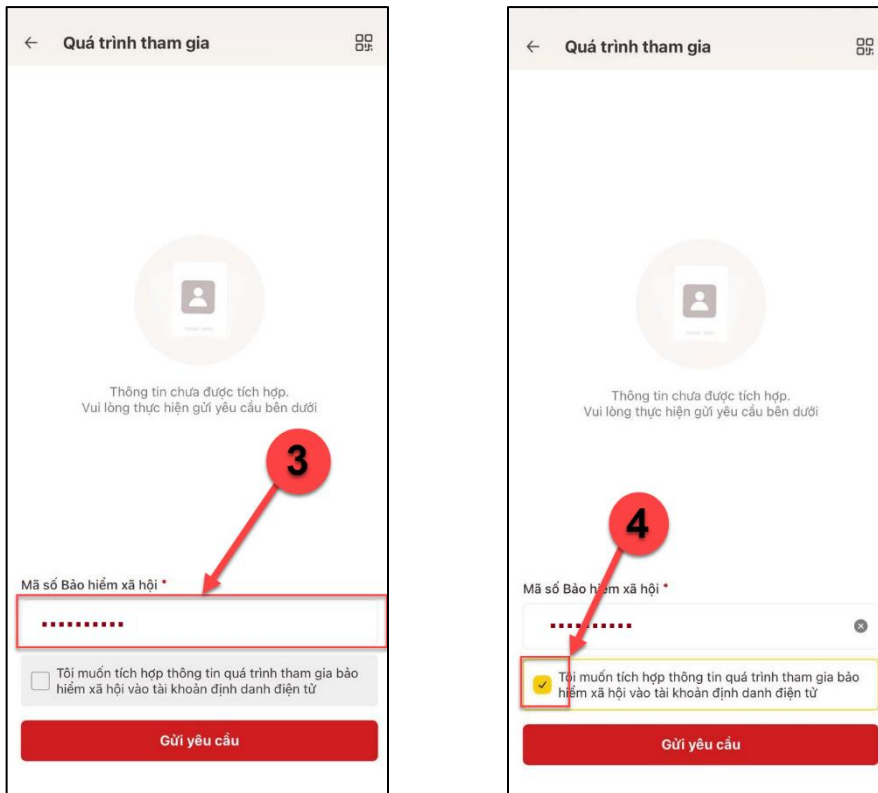 Quá trình tham gia
Thông tin chưa được tích hợp.
Vui lòng thực hiện gửi yêu cầu bên dưới
3
Mã số Bảo hiểm xã hội *
Tôi muốn tích hợp thông tin quá trình tham gia bảo
hiểm xã hội vào tài khoản định danh điện tử
Gửi yêu cầu
Quá trình tham gia
Thông tin chưa được tích hợp.
Vui lòng thực hiện gửi yêu cầu bên dưới
4
Mã số Bảo hiểm xã hội *
Tôi muốn tích hợp thông tin quá trình tham gia bảo
hiểm xã hội vào tài khoản định danh điện tử
Gửi yêu cầu